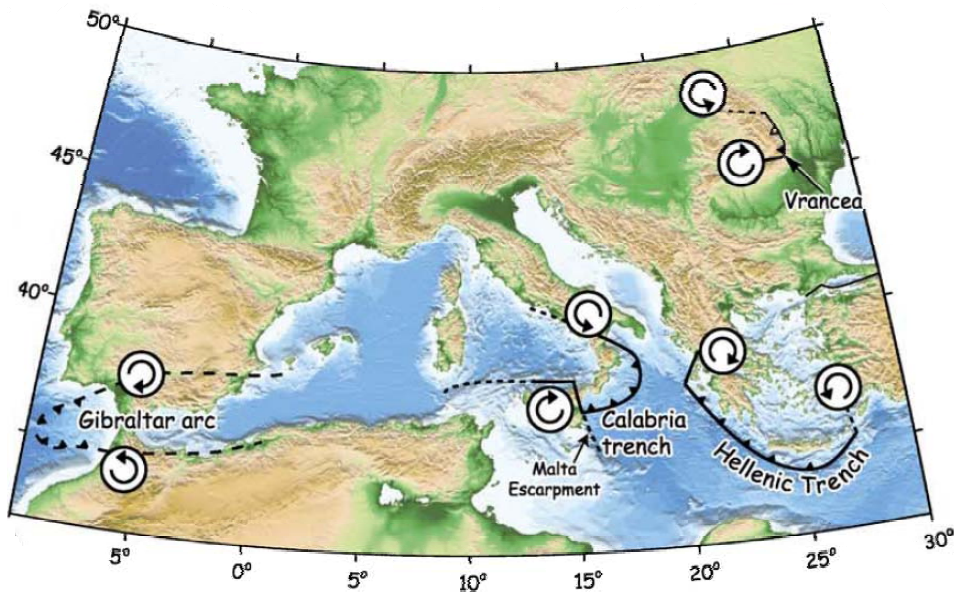 50°
45°
Vrancea
40°
Gibraltar arc
Calabria
trench
Malta
Escarpment
Hellenic Trench
5°
0°
5°
10°
15°
20°
25°
30°